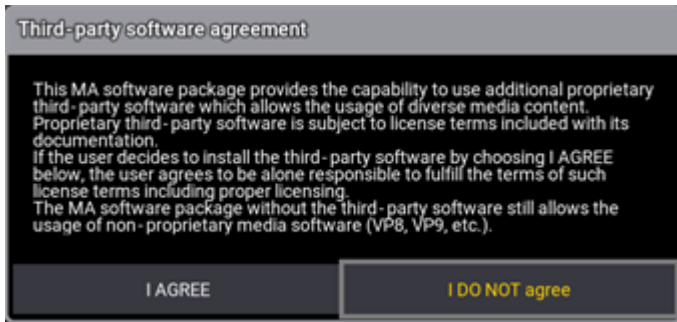 Third-party software agreement
This MA software package provides the capability to use additional proprietary
third-party software which allows the usage of diverse media content.
Proprietary third-party software is subject to license terms included with its
documentation.
If the user decides to install the third-party software by choosing I AGREE
below, the user agrees to be alone responsible to fulfill the terms of such
license terms including proper licensing.
The MA software package without the third-party software still allows the
usage of non-proprietary media software (VP8, VP9, etc.).
I AGREE
I DO NOT agree